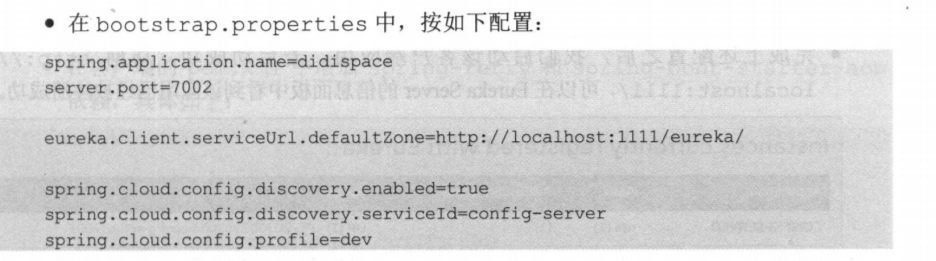 • 在 bootstrap.properties 中，按如下配置：
spring.application.name=didispace
server.port=7002
eureka.client.serviceUrl.defaultZone=http://localhost:1111/eureka/
spring.cloud.config.discovery.enabled=true
spring.cloud.config.discovery.serviceId=config-server
spring.cloud.config.profile=dev